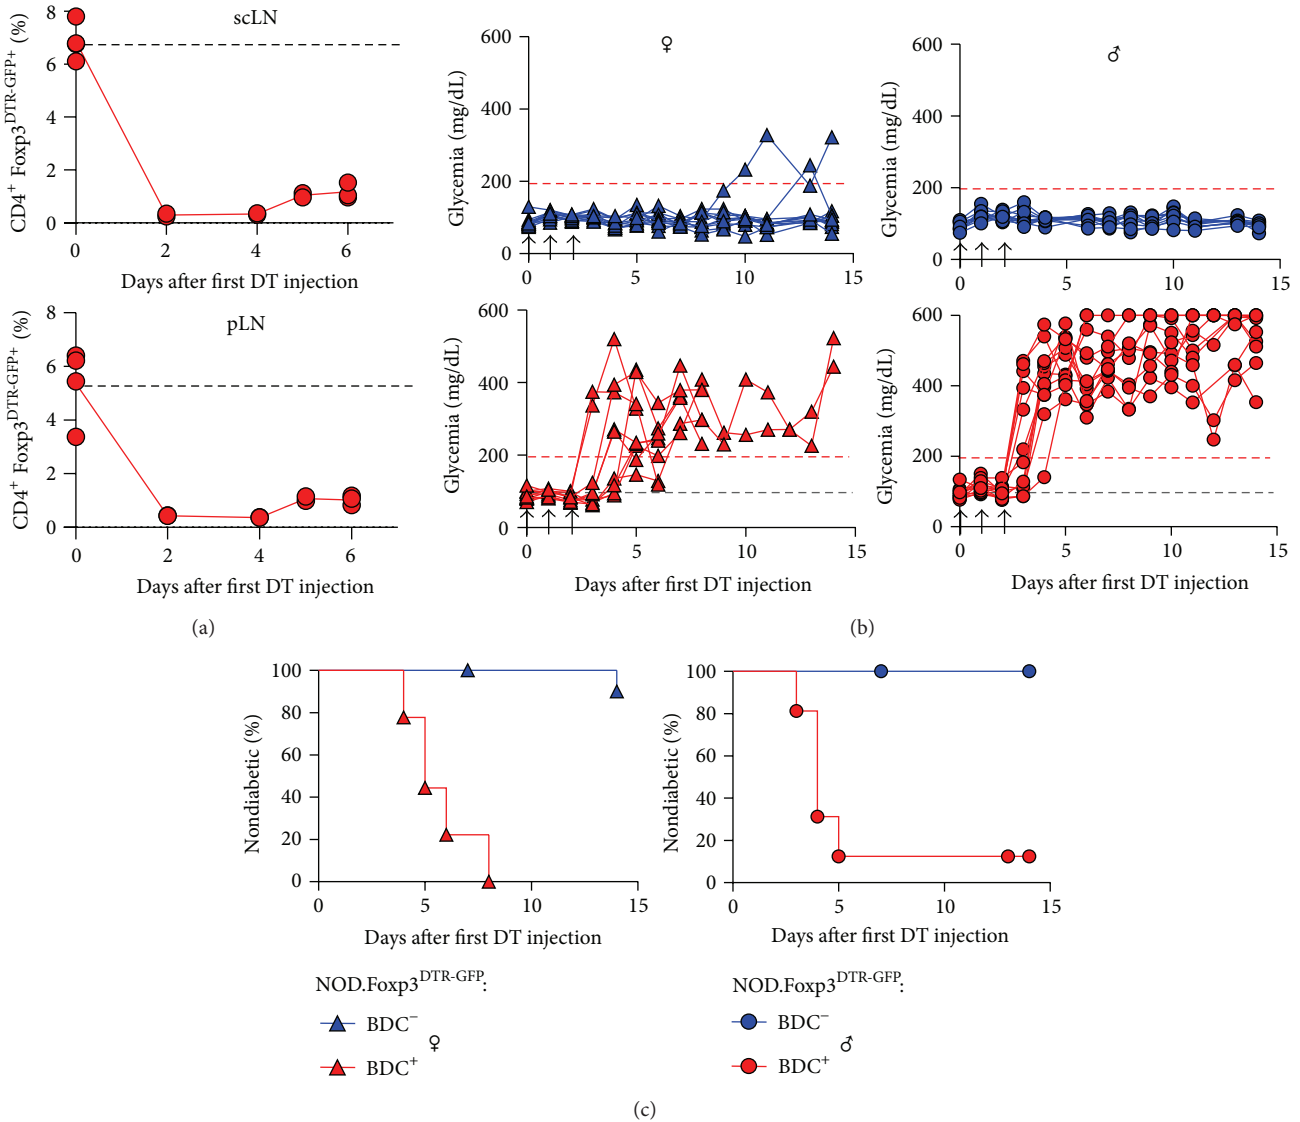 scLN
CD4+ Foxp3DTR-GFP+ (%)
8
6
4
2
0
0 2 4 6
Days after first DT injection
pLN
CD4+ Foxp3DTR-GFP+ (%)
8
6
4
2
0
0 2 4 6
Days after first DT injection
(a)
♀
Glycemia (mg/dL)
600
400
200
0
0 5 10 15
♂
Glycemia (mg/dL)
600
400
200
0
0 5 10 15
Glycemia (mg/dL)
600
400
200
0
0 5 10 15
Days after first DT injection
Glycemia (mg/dL)
600
400
200
0
0 5 10 15
Days after first DT injection
(b)
Nondiabetic (%)
100
80
60
40
20
0
0 5 10 15
Days after first DT injection
NOD.Foxp3DTR-GFP:
BDC−
BDC+
♀
Nondiabetic (%)
100
80
60
40
20
0
0 5 10 15
Days after first DT injection
NOD.Foxp3DTR-GFP:
BDC−
BDC+
♂
(c)